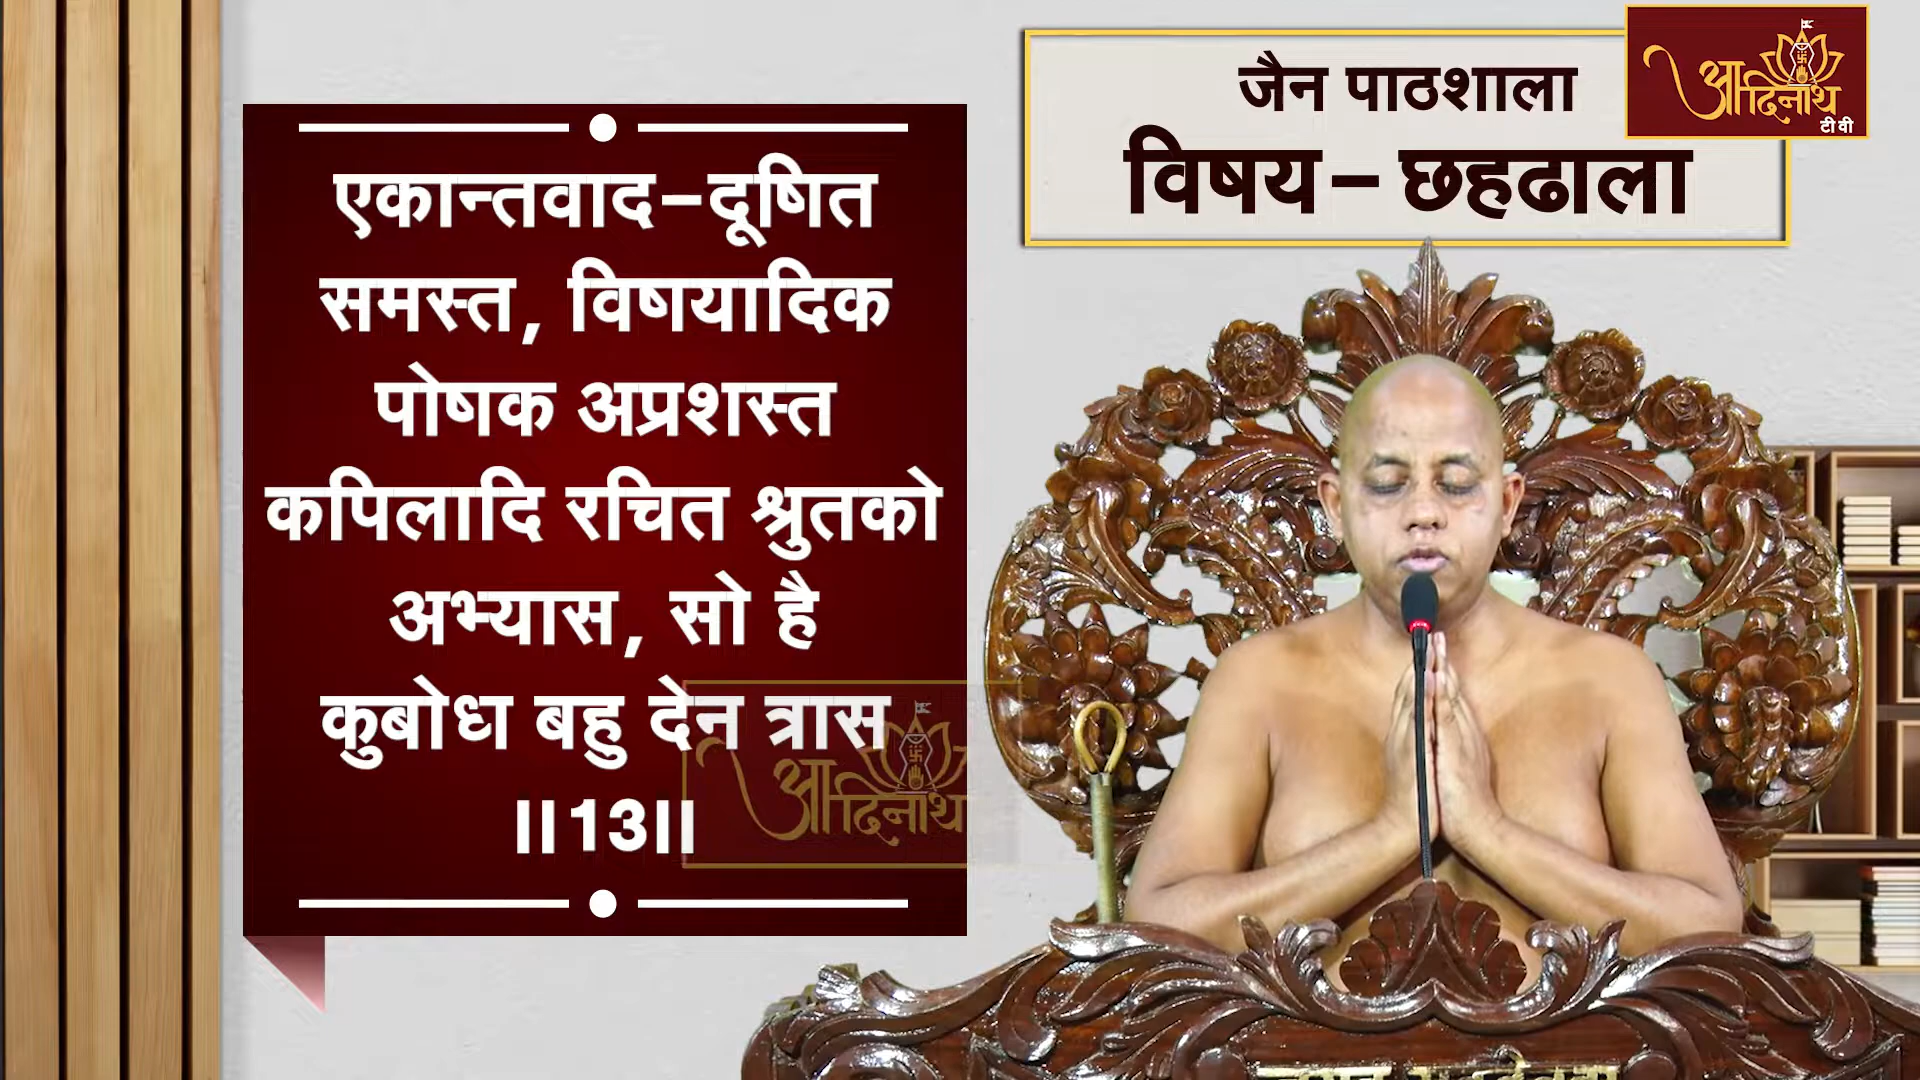 जैन पाठशाला
विषय - छहढाला
आदिनाथ
टी वी
एकान्तवाद-दूषित
समस्त, विषयादिक
पोषक अप्रशस्त
कपिलादि रचित श्रुतको
अभ्यास, सो है
कुबोध बहु देन त्रास
।।13।।
आदिनाथ